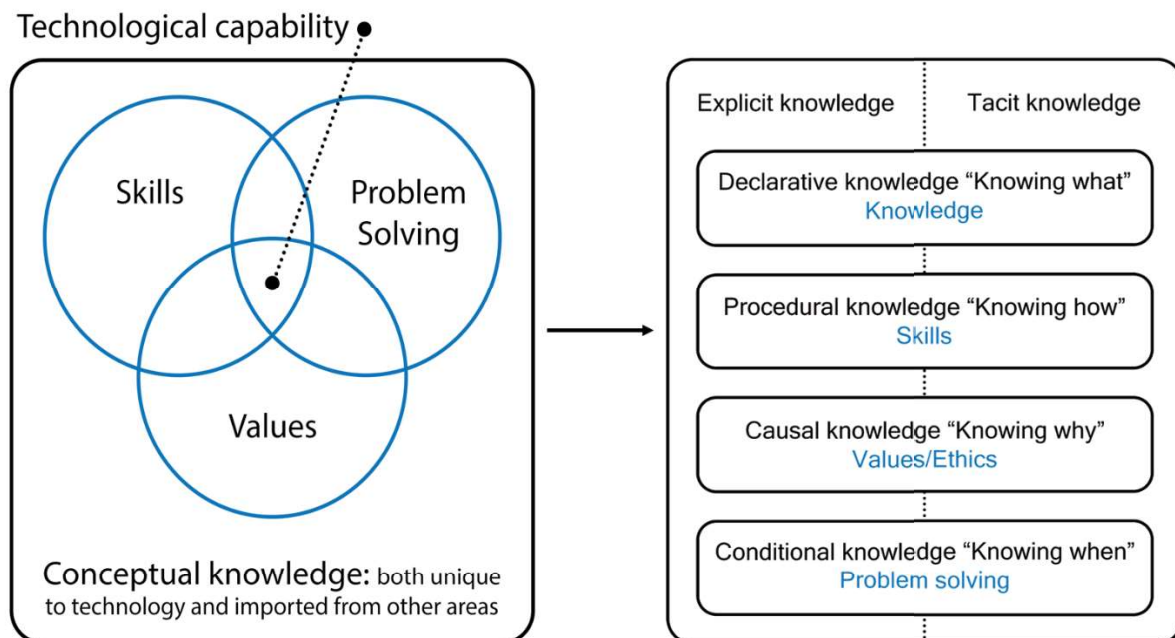 Technological capability
Skills
Problem
Solving
Values
Conceptual knowledge: both unique
to technology and imported from other areas
Explicit knowledge
Tacit knowledge
Declarative knowledge “Knowing what”
Knowledge
Procedural knowledge “Knowing how”
Skills
Causal knowledge “Knowing why”
Values/Ethics
Conditional knowledge “Knowing when”
Problem solving